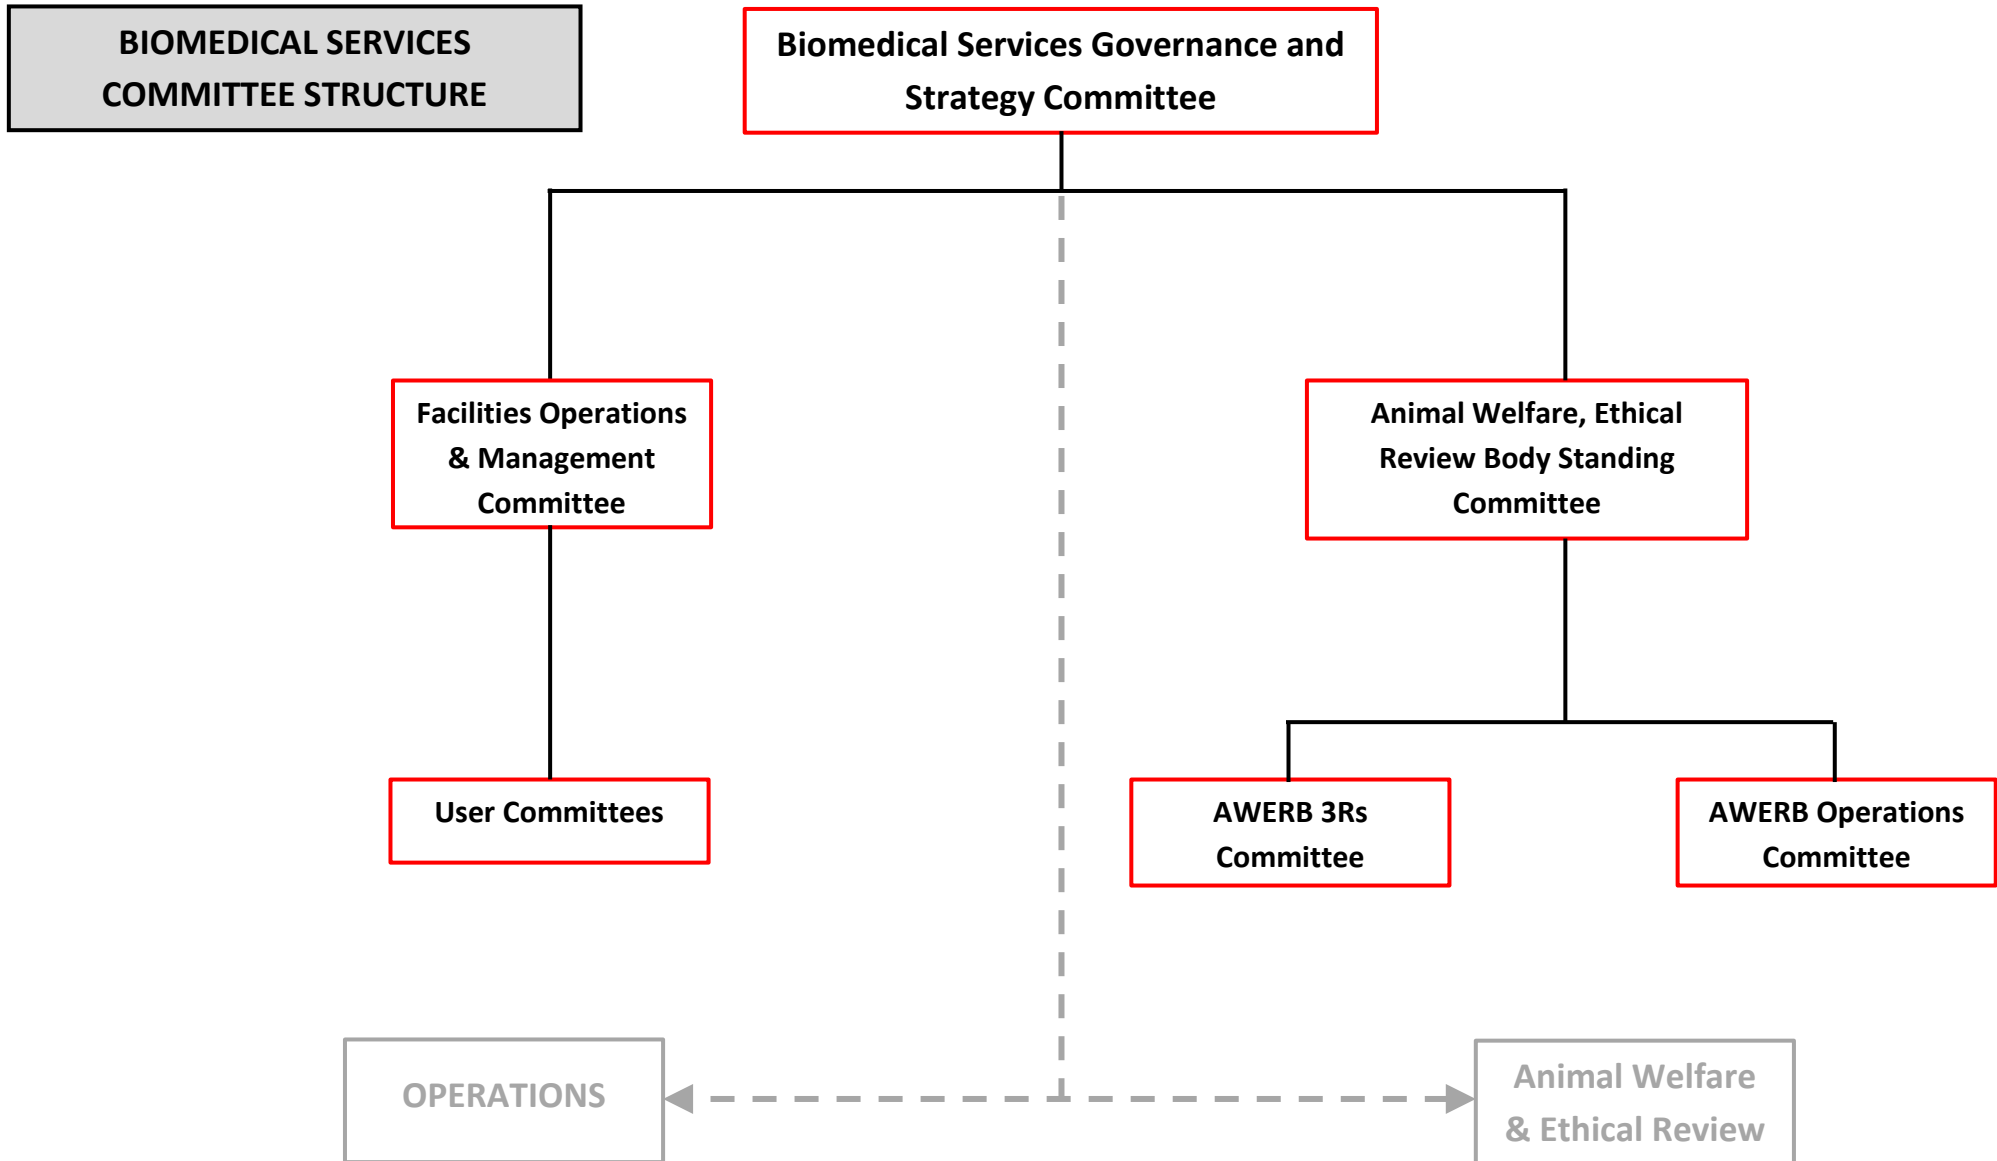 BIOMEDICAL SERVICES
COMMITTEE STRUCTURE
Biomedical Services Governance and
Strategy Committee
Facilities Operations
& Management
Committee
Animal Welfare, Ethical
Review Body Standing
Committee
User Committees
AWERB 3Rs
Committee
AWERB Operations
Committee
OPERATIONS
Animal Welfare
& Ethical Review